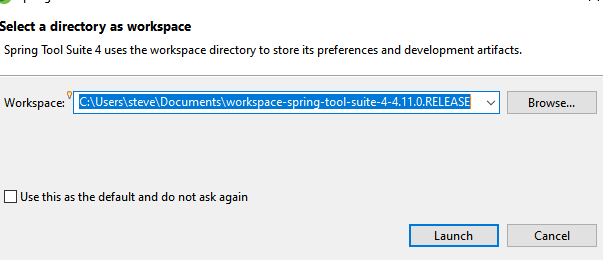 Select a directory as workspace
Spring Tool Suite 4 uses the workspace directory to store its preferences and development artifacts.
Workspace: C:\Users\steve\Documents\workspace-spring-tool-suite-4-4.11.0.RELEASE Browse...
Use this as the default and do not ask again
Launch Cancel